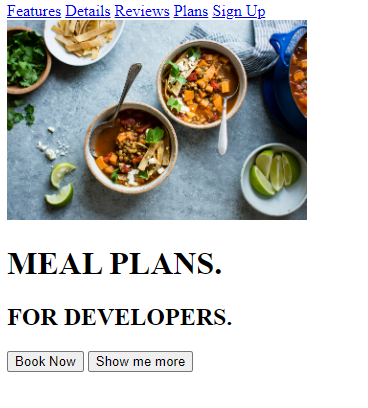 Features Details Reviews Plans Sign Up
MEAL PLANS.
FOR DEVELOPERS.
Book Now Show me more